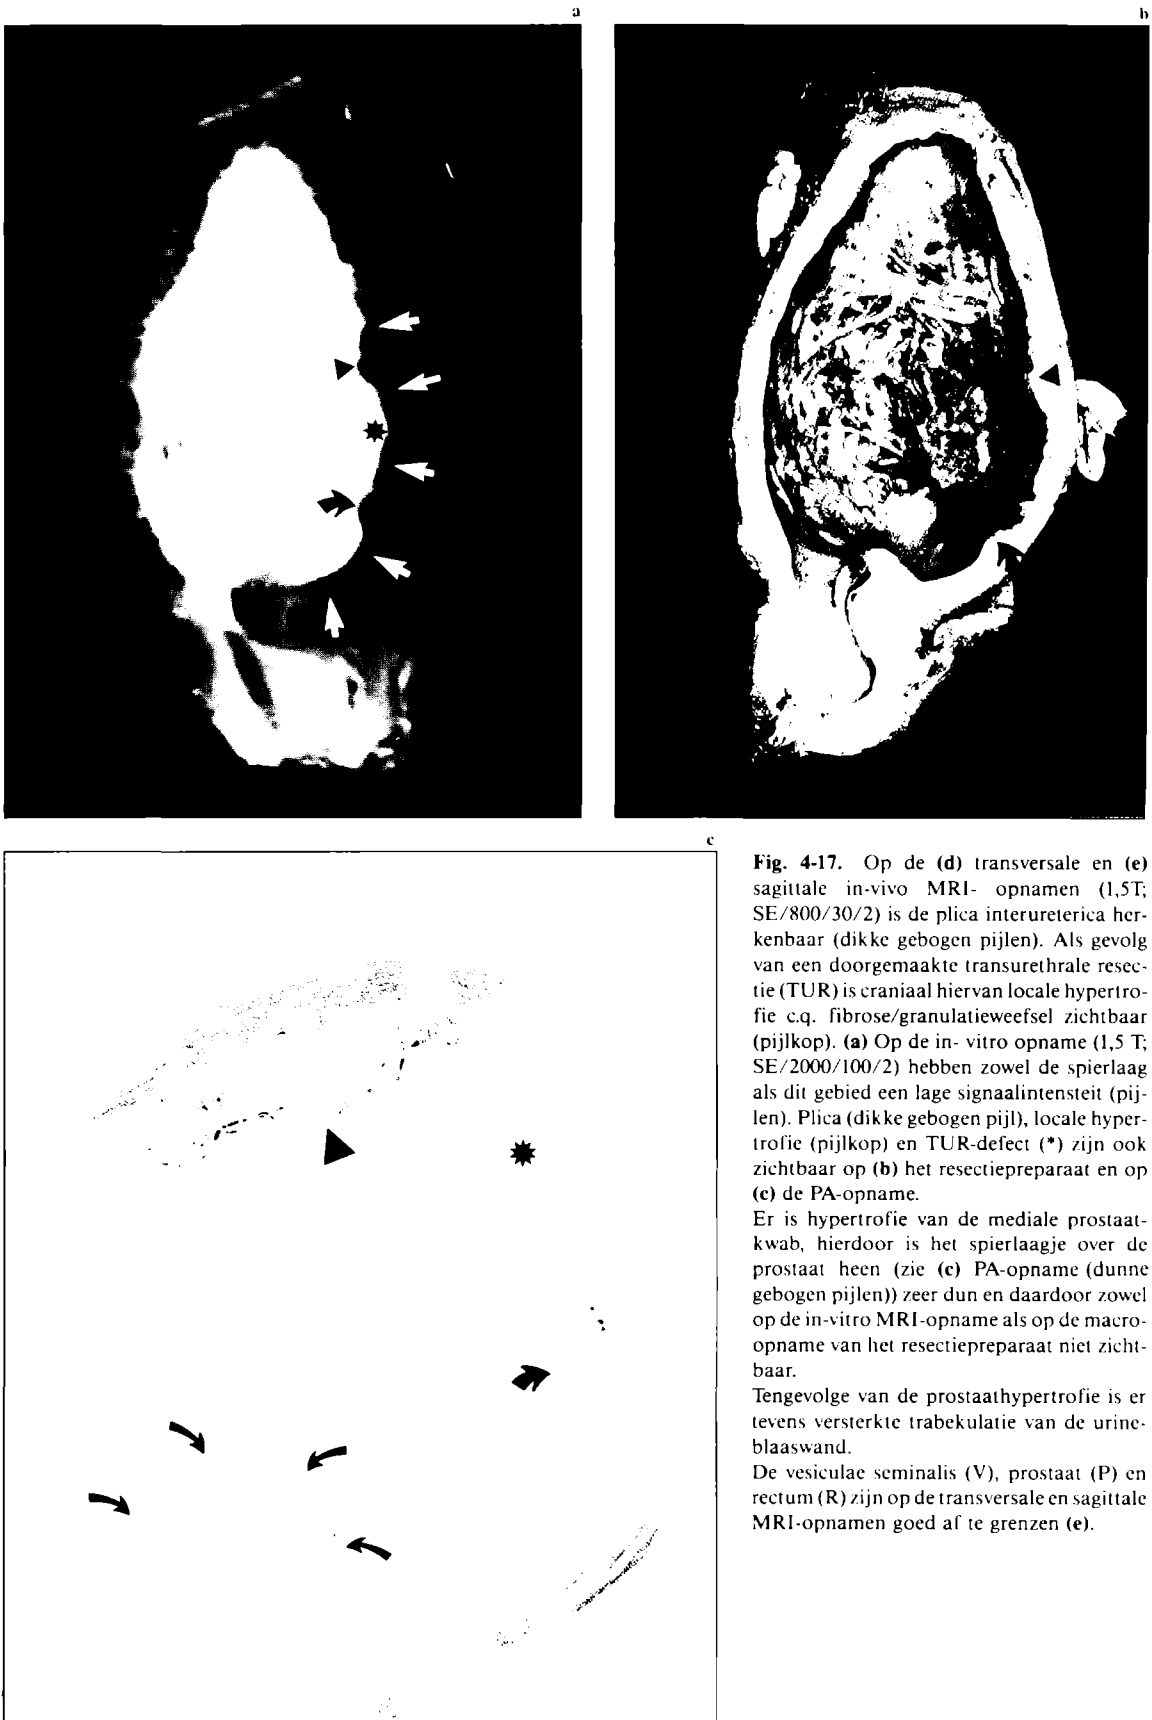 a
b
c
Fig. 4-17. Op de (d) transversale en (e)
sagittale in-vivo MRI- opnamen (1,5T;
SE/800/30/2) is de plica interureterica her-
kenbaar (dikke gebogen pijlen). Als gevolg
van een doorgemaakte transurethrale resec-
tie (TUR) is craniaal hiervan locale hypertro-
fie c.q. fibrose/granulatieweefsel zichtbaar
(pijlkop). (a) Op de in- vitro opname (1,5 T;
SE/2000/100/2) hebben zowel de spierlaag
als dit gebied een lage signaalintensteit (pij-
len). Plica (dikke gebogen pijl), locale hyper-
trofie (pijlkop) en TUR-defect (*) zijn ook
zichtbaar op (b) het resectiepreparaat en op
(c) de PA-opname.
Er is hypertrofie van de mediale prostaat-
kwab, hierdoor is het spierlaagje over de
prostaat heen (zie (c) PA-opname (dunne
gebogen pijlen)) zeer dun en daardoor zowel
op de in-vitro MRI-opname als op de macro-
opname van het resectiepreparaat niet zicht-
baar.
Tengevolge van de prostaathypertrofie is er
tevens versterkte trabekulatie van de urine-
blaaswand.
De vesiculae seminalis (V), prostaat (P) en
rectum (R) zijn op de transversale en sagittale
MRI-opnamen goed af te grenzen (e).